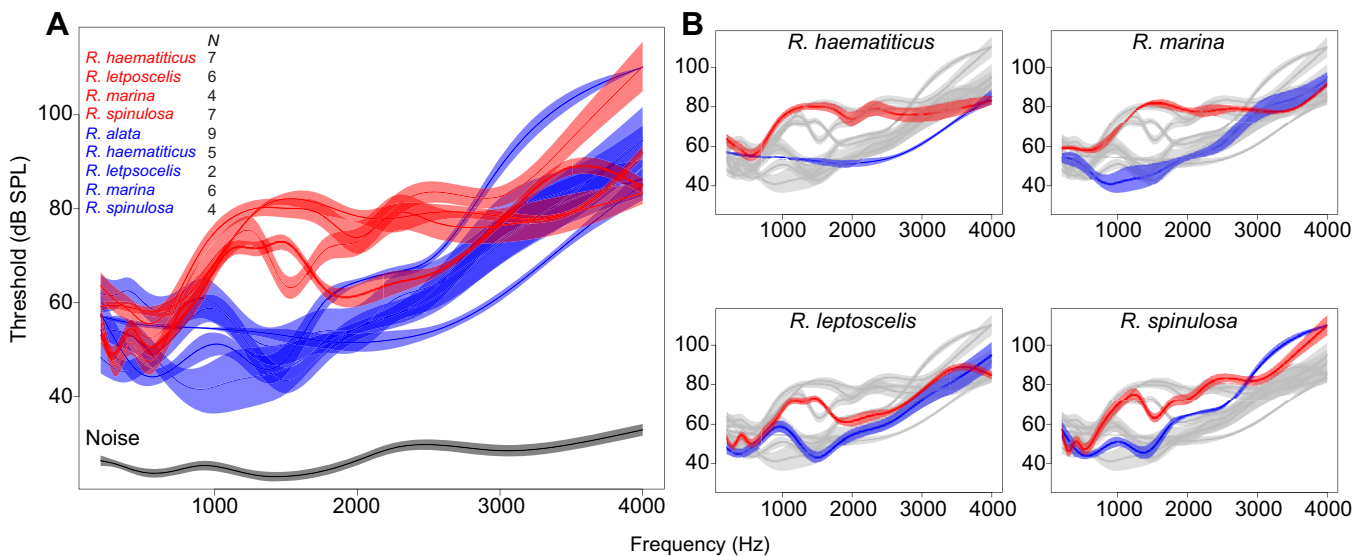 A
N
R. haematiticus 7
R. letposcelis 6
R. marina 4
R. spinulosa 7
R. alata 9
R. haematiticus 5
R. letpsocelis 2
R. marina 6
R. spinulosa 4
Threshold (dB SPL)
100
80
60
40
Noise
1000 2000 3000 4000
B
R. haematiticus
100
80
60
40
1000 2000 3000 4000
R. marina
100
80
60
40
1000 2000 3000 4000
R. leptoscelis
100
80
60
40
1000 2000 3000 4000
R. spinulosa
100
80
60
40
1000 2000 3000 4000
Frequency (Hz)